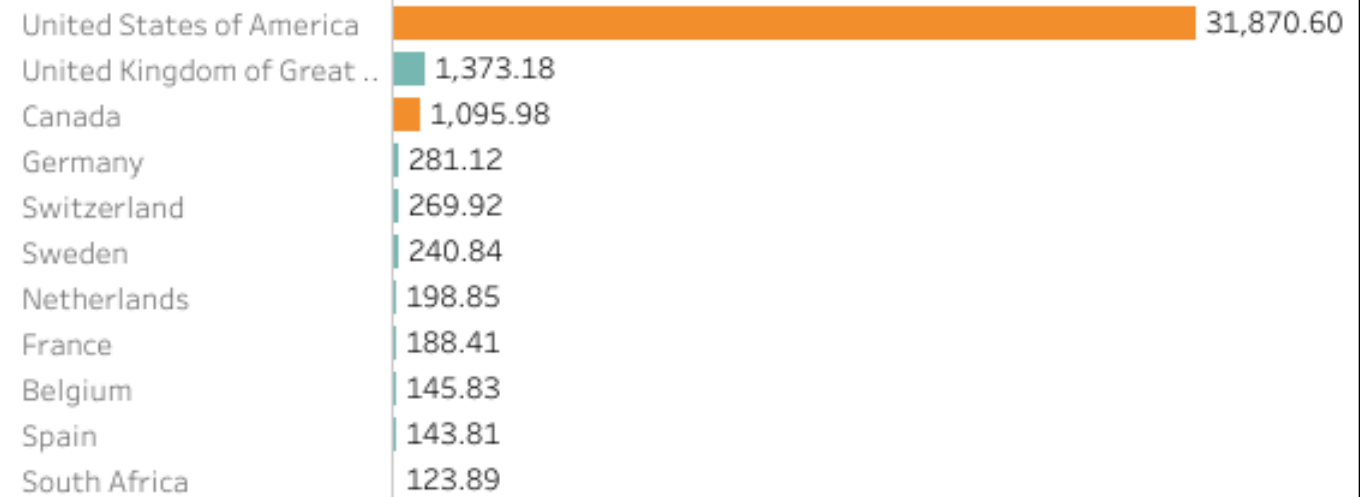 United States of America 31,870.60
United Kingdom of Great .. 1,373.18
Canada 1,095.98
Germany 281.12
Switzerland 269.92
Sweden 240.84
Netherlands 198.85
France 188.41
Belgium 145.83
Spain 143.81
South Africa 123.89